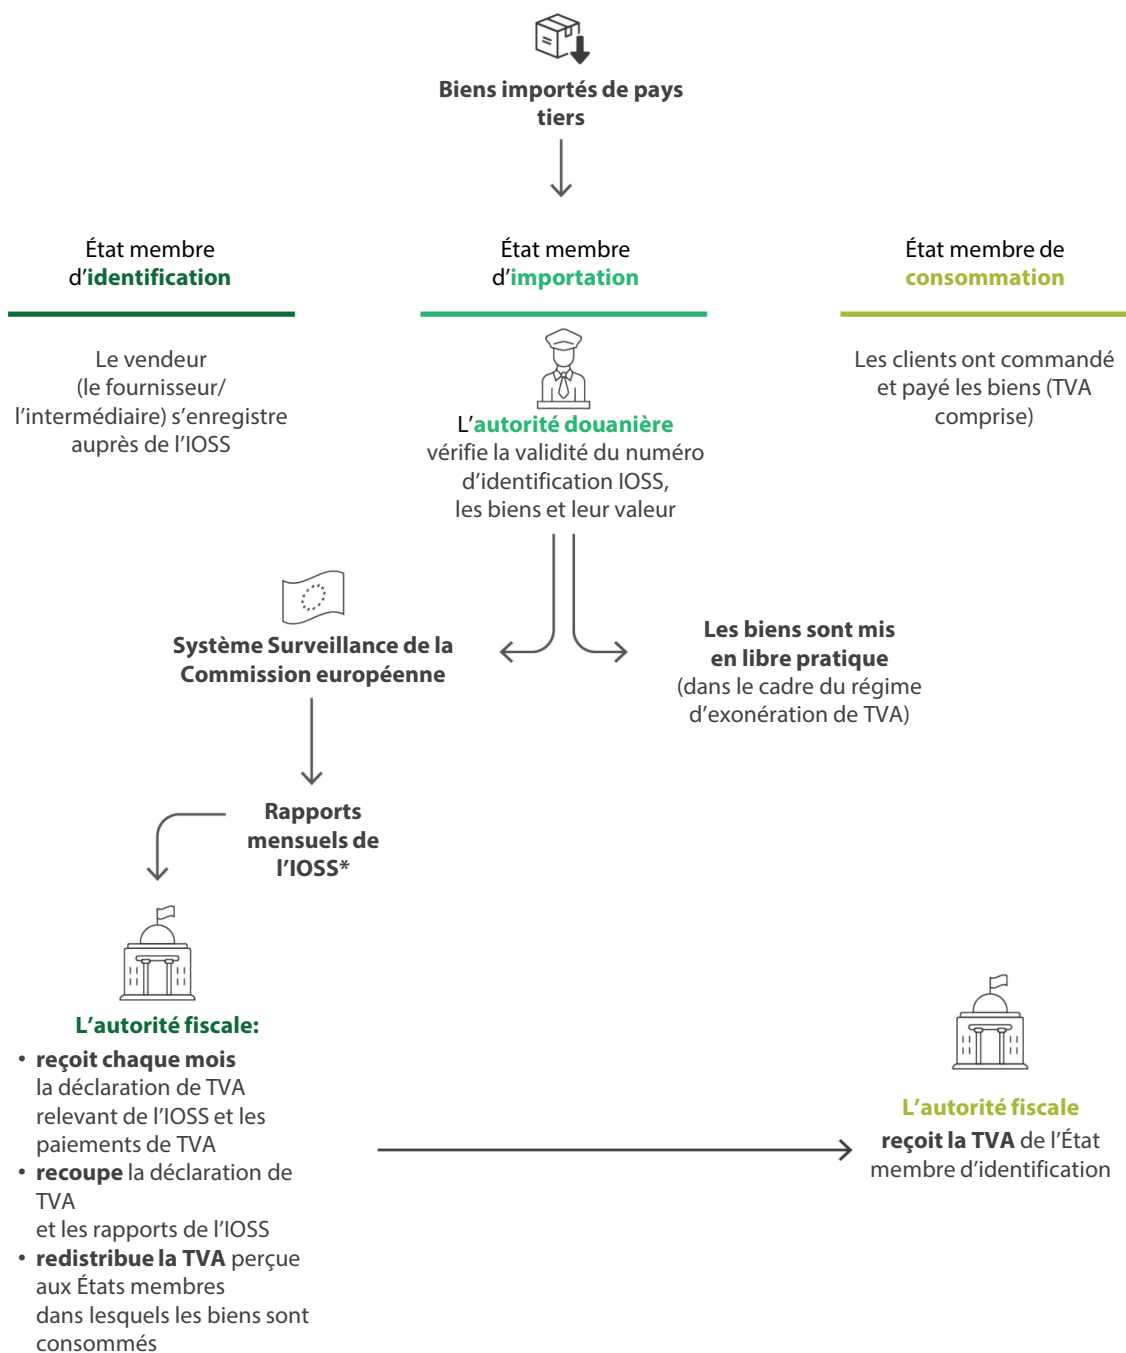 Biens importés de pays
tiers
État membre
d’identification
État membre
d’importation
État membre de
consommation
Le vendeur
(le fournisseur/
l’intermédiaire) s’enregistre
auprès de l’IOSS
L’autorité douanière
vérifie la validité du numéro
d’identification IOSS,
les biens et leur valeur
Les clients ont commandé
et payé les biens (TVA
comprise)
Système Surveillance de la
Commission européenne
Les biens sont mis
en libre pratique
(dans le cadre du régime
d’exonération de TVA)
Rapports
mensuels de
l’IOSS*
L’autorité fiscale:
• reçoit chaque mois
la déclaration de TVA
relevant de l’IOSS et les
paiements de TVA
• recoupe la déclaration de
TVA
et les rapports de l’IOSS
• redistribue la TVA perçue
aux États membres
dans lesquels les biens sont
consommés
L’autorité fiscale
reçoit la TVA de l’État
membre d’identification